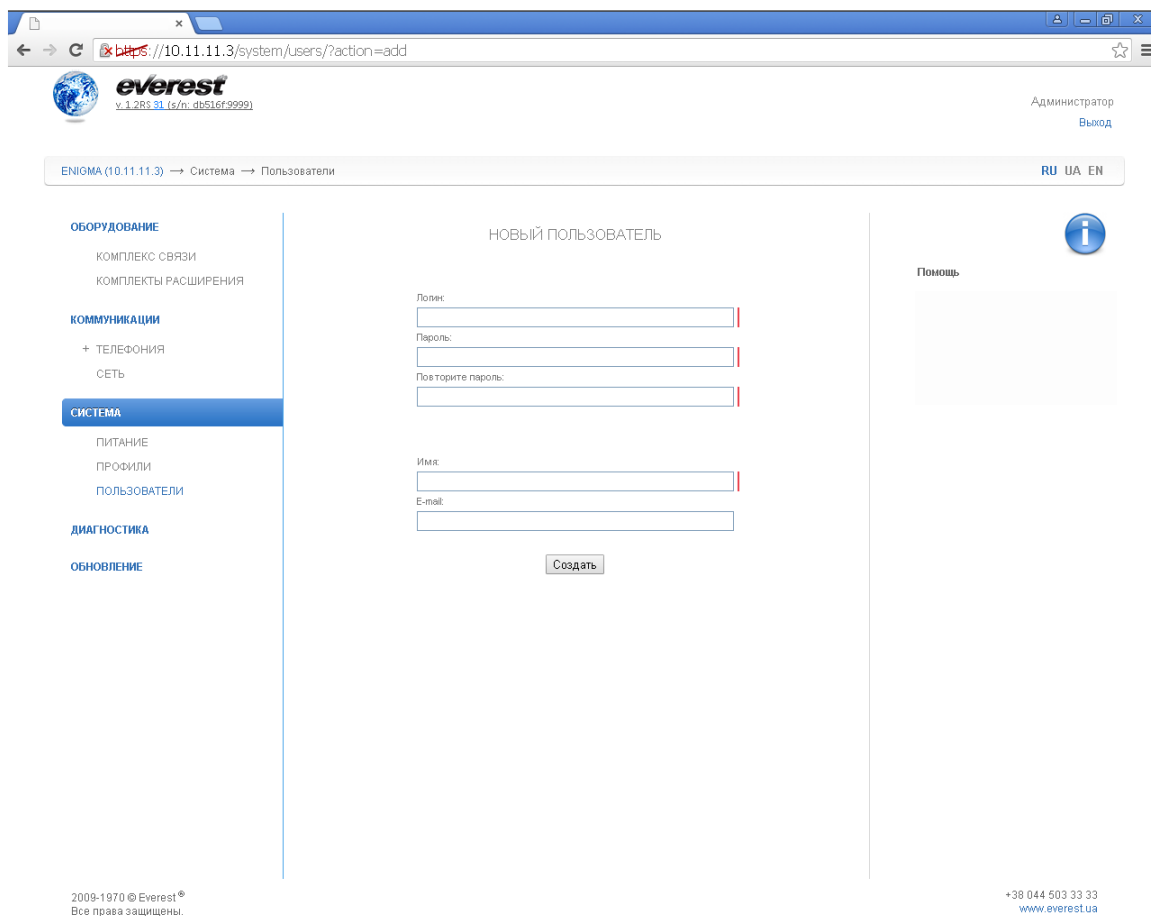 https://10.11.11.3/system/users/?action=add
everest
v. 1.2RS 31 (s/n: db516f:9999)
Администратор
Выход
ENIGMA (10.11.11.3) → Система → Пользователи
RU UA EN
ОБОРУДОВАНИЕ
КОМПЛЕКС СВЯЗИ
КОМПЛЕКТЫ РАСШИРЕНИЯ
КОММУНИКАЦИИ
+ ТЕЛЕФОНИЯ
СЕТЬ
СИСТЕМА
ПИТАНИЕ
ПРОФИЛИ
ПОЛЬЗОВАТЕЛИ
ДИАГНОСТИКА
ОБНОВЛЕНИЕ
НОВЫЙ ПОЛЬЗОВАТЕЛЬ
Логин:
Пароль:
Повторите пароль:
Имя:
E-mail:
Создать
Помощь
2009-1970 © Everest ®
Все права защищены.
+38 044 503 33 33
www.everest.ua